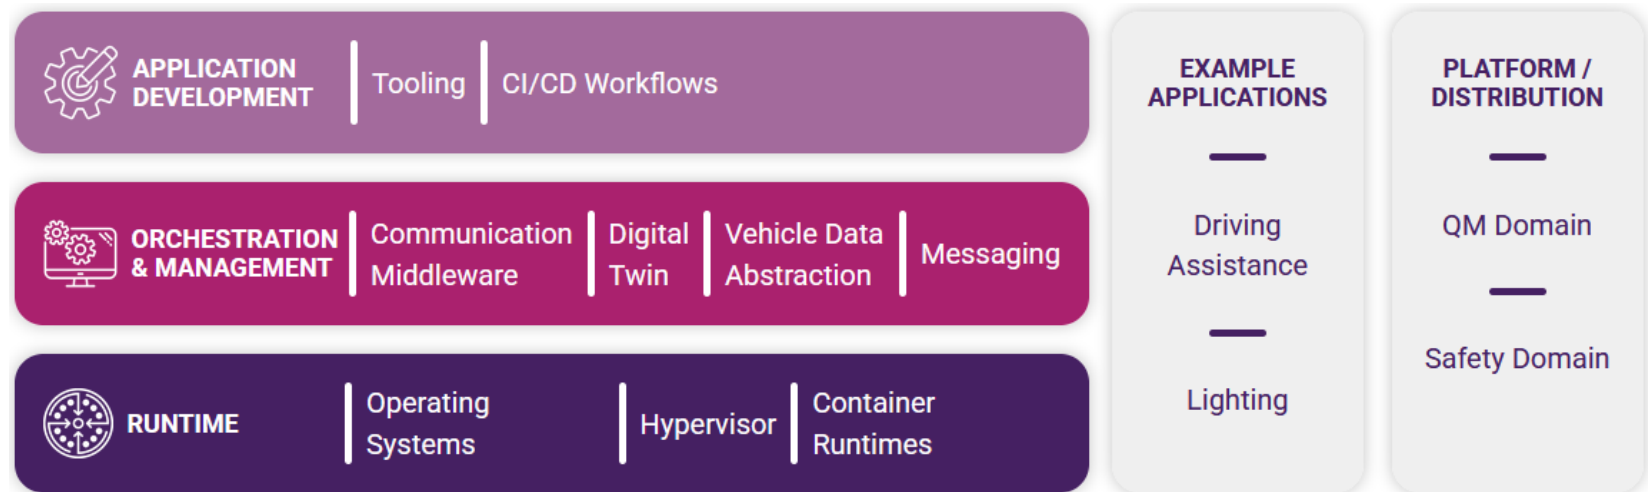 APPLICATION
DEVELOPMENT
Tooling
CI/CD Workflows
ORCHESTRATION
& MANAGEMENT
Communication
Middleware
Digital
Twin
Vehicle Data
Abstraction
Messaging
RUNTIME
Operating
Systems
Hypervisor
Container
Runtimes
EXAMPLE
APPLICATIONS
Driving
Assistance
Lighting
PLATFORM /
DISTRIBUTION
QM Domain
Safety Domain